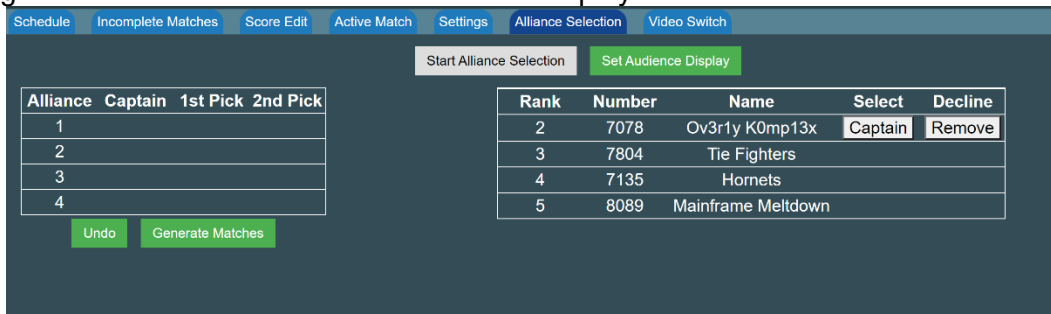 Schedule Incomplete Matches Score Edit Active Match Settings Alliance Selection Video Switch
Start Alliance Selection Set Audience Display
Alliance Captain 1st Pick 2nd Pick
1
2
3
4
Undo Generate Matches
Rank Number Name Select Decline
2 7078 Ov3r1y K0mp13x Captain Remove
3 7804 Tie Fighters
4 7135 Hornets
5 8089 Mainframe Meltdown